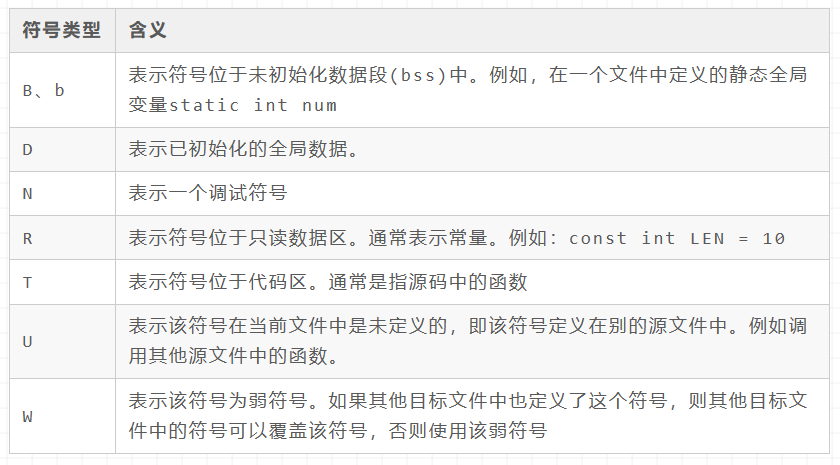 符号类型 含义
B、b 表示符号位于未初始化数据段(bss)中。例如，在一个文件中定义的静态全局
变量static int num
D 表示已初始化的全局数据。
N 表示一个调试符号
R 表示符号位于只读数据区。通常表示常量。例如：const int LEN = 10
T 表示符号位于代码区。通常是指源码中的函数
U 表示该符号在当前文件中是未定义的，即该符号定义在别的源文件中。例如调
用其他源文件中的函数。
W 表示该符号为弱符号。如果其他目标文件中也定义了这个符号，则其他目标文
件中的符号可以覆盖该符号，否则使用该弱符号